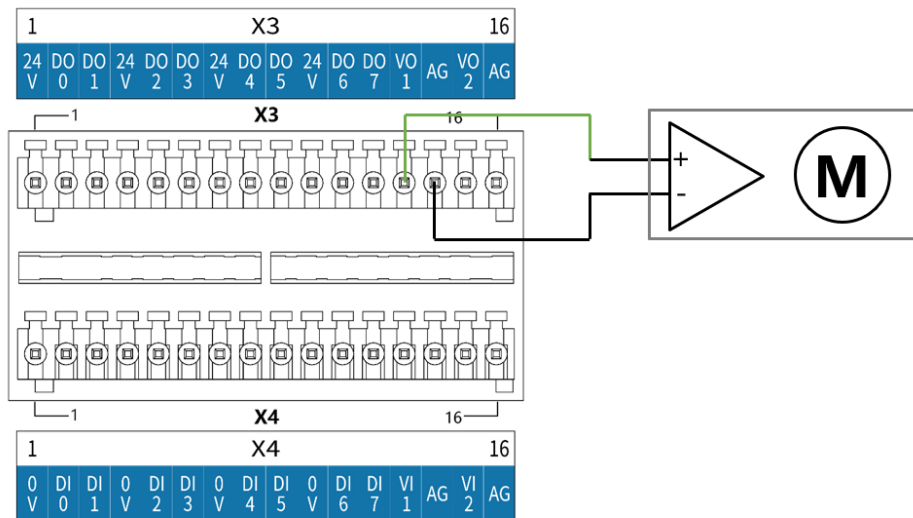 1 X3 16
24 V DO 0 DO 1 24 V DO 2 DO 3 24 V DO 4 DO 5 24 V DO 6 DO 7 VO 1 AG VO 2 AG
1 X3 16
+
-
M
1 X4 16
1 X4 16
0 V DI 0 DI 1 0 V DI 2 DI 3 0 V DI 4 DI 5 0 V DI 6 DI 7 VI 1 AG VI 2 AG